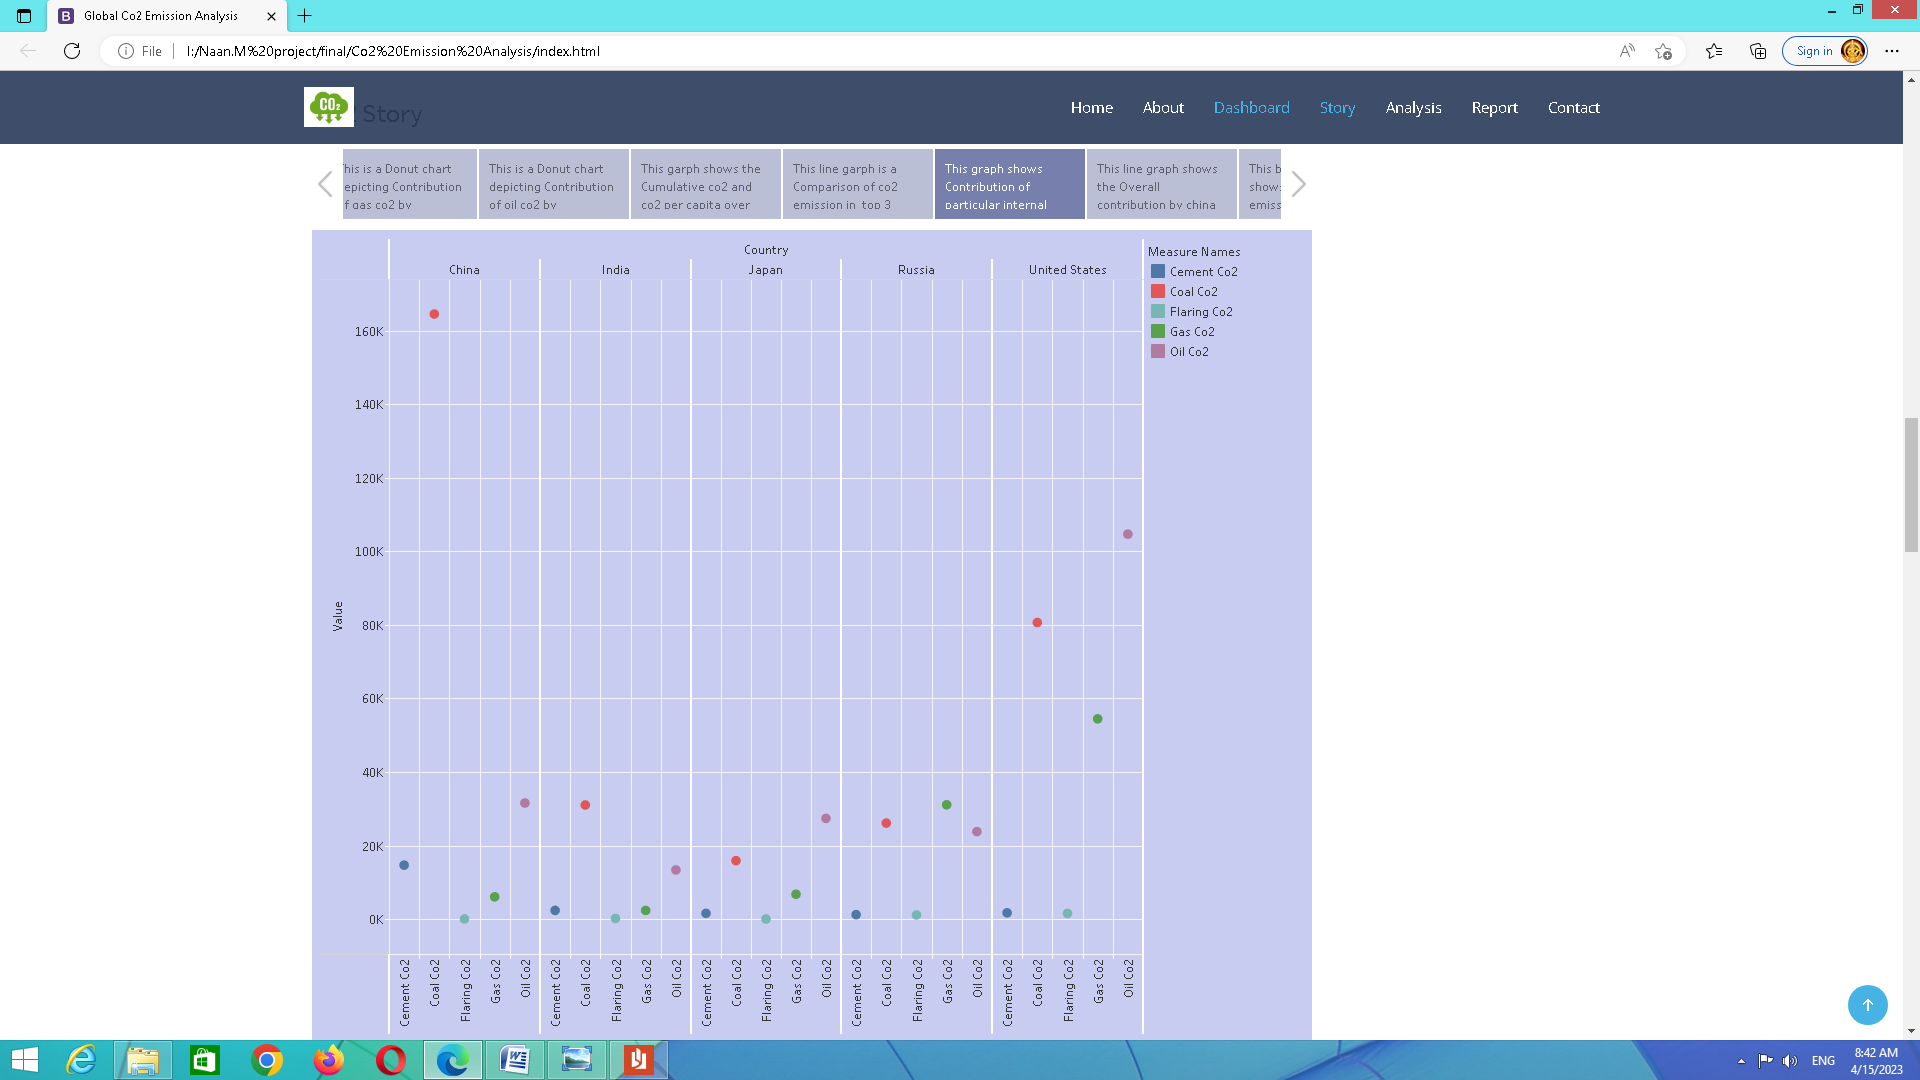 Global Co2 Emission Analysis
File
I:/Naan.M%20project/final/Co2%20Emission%20Analysis/index.html
Sign in
CO2
Story
Home About Dashboard Story Analysis Report Contact
his is a Donut chart
epicting Contribution
f gas co2 by
This is a Donut chart
depicting Contribution
of oil co2 by
This garph shows the
Cumulative co2 and
co2 per capita over
This line garph is a
Comparison of co2
emission in top 3
This graph shows
Contribution of
particular internal
This line graph shows
the Overall
contribution by china
This b
show
emiss
Country
China India Japan Russia United States
Measure Names
Cement Co2
Coal Co2
Flaring Co2
Gas Co2
Oil Co2
160K
140K
120K
100K
80K
60K
40K
20K
0K
Value
Cement Co2
Coal Co2
Flaring Co2
Gas Co2
Oil Co2
Cement Co2
Coal Co2
Flaring Co2
Gas Co2
Oil Co2
Cement Co2
Coal Co2
Flaring Co2
Gas Co2
Oil Co2
Cement Co2
Coal Co2
Flaring Co2
Gas Co2
Oil Co2
Cement Co2
Coal Co2
Flaring Co2
Gas Co2
Oil Co2
ENG
8:42 AM
4/15/2023